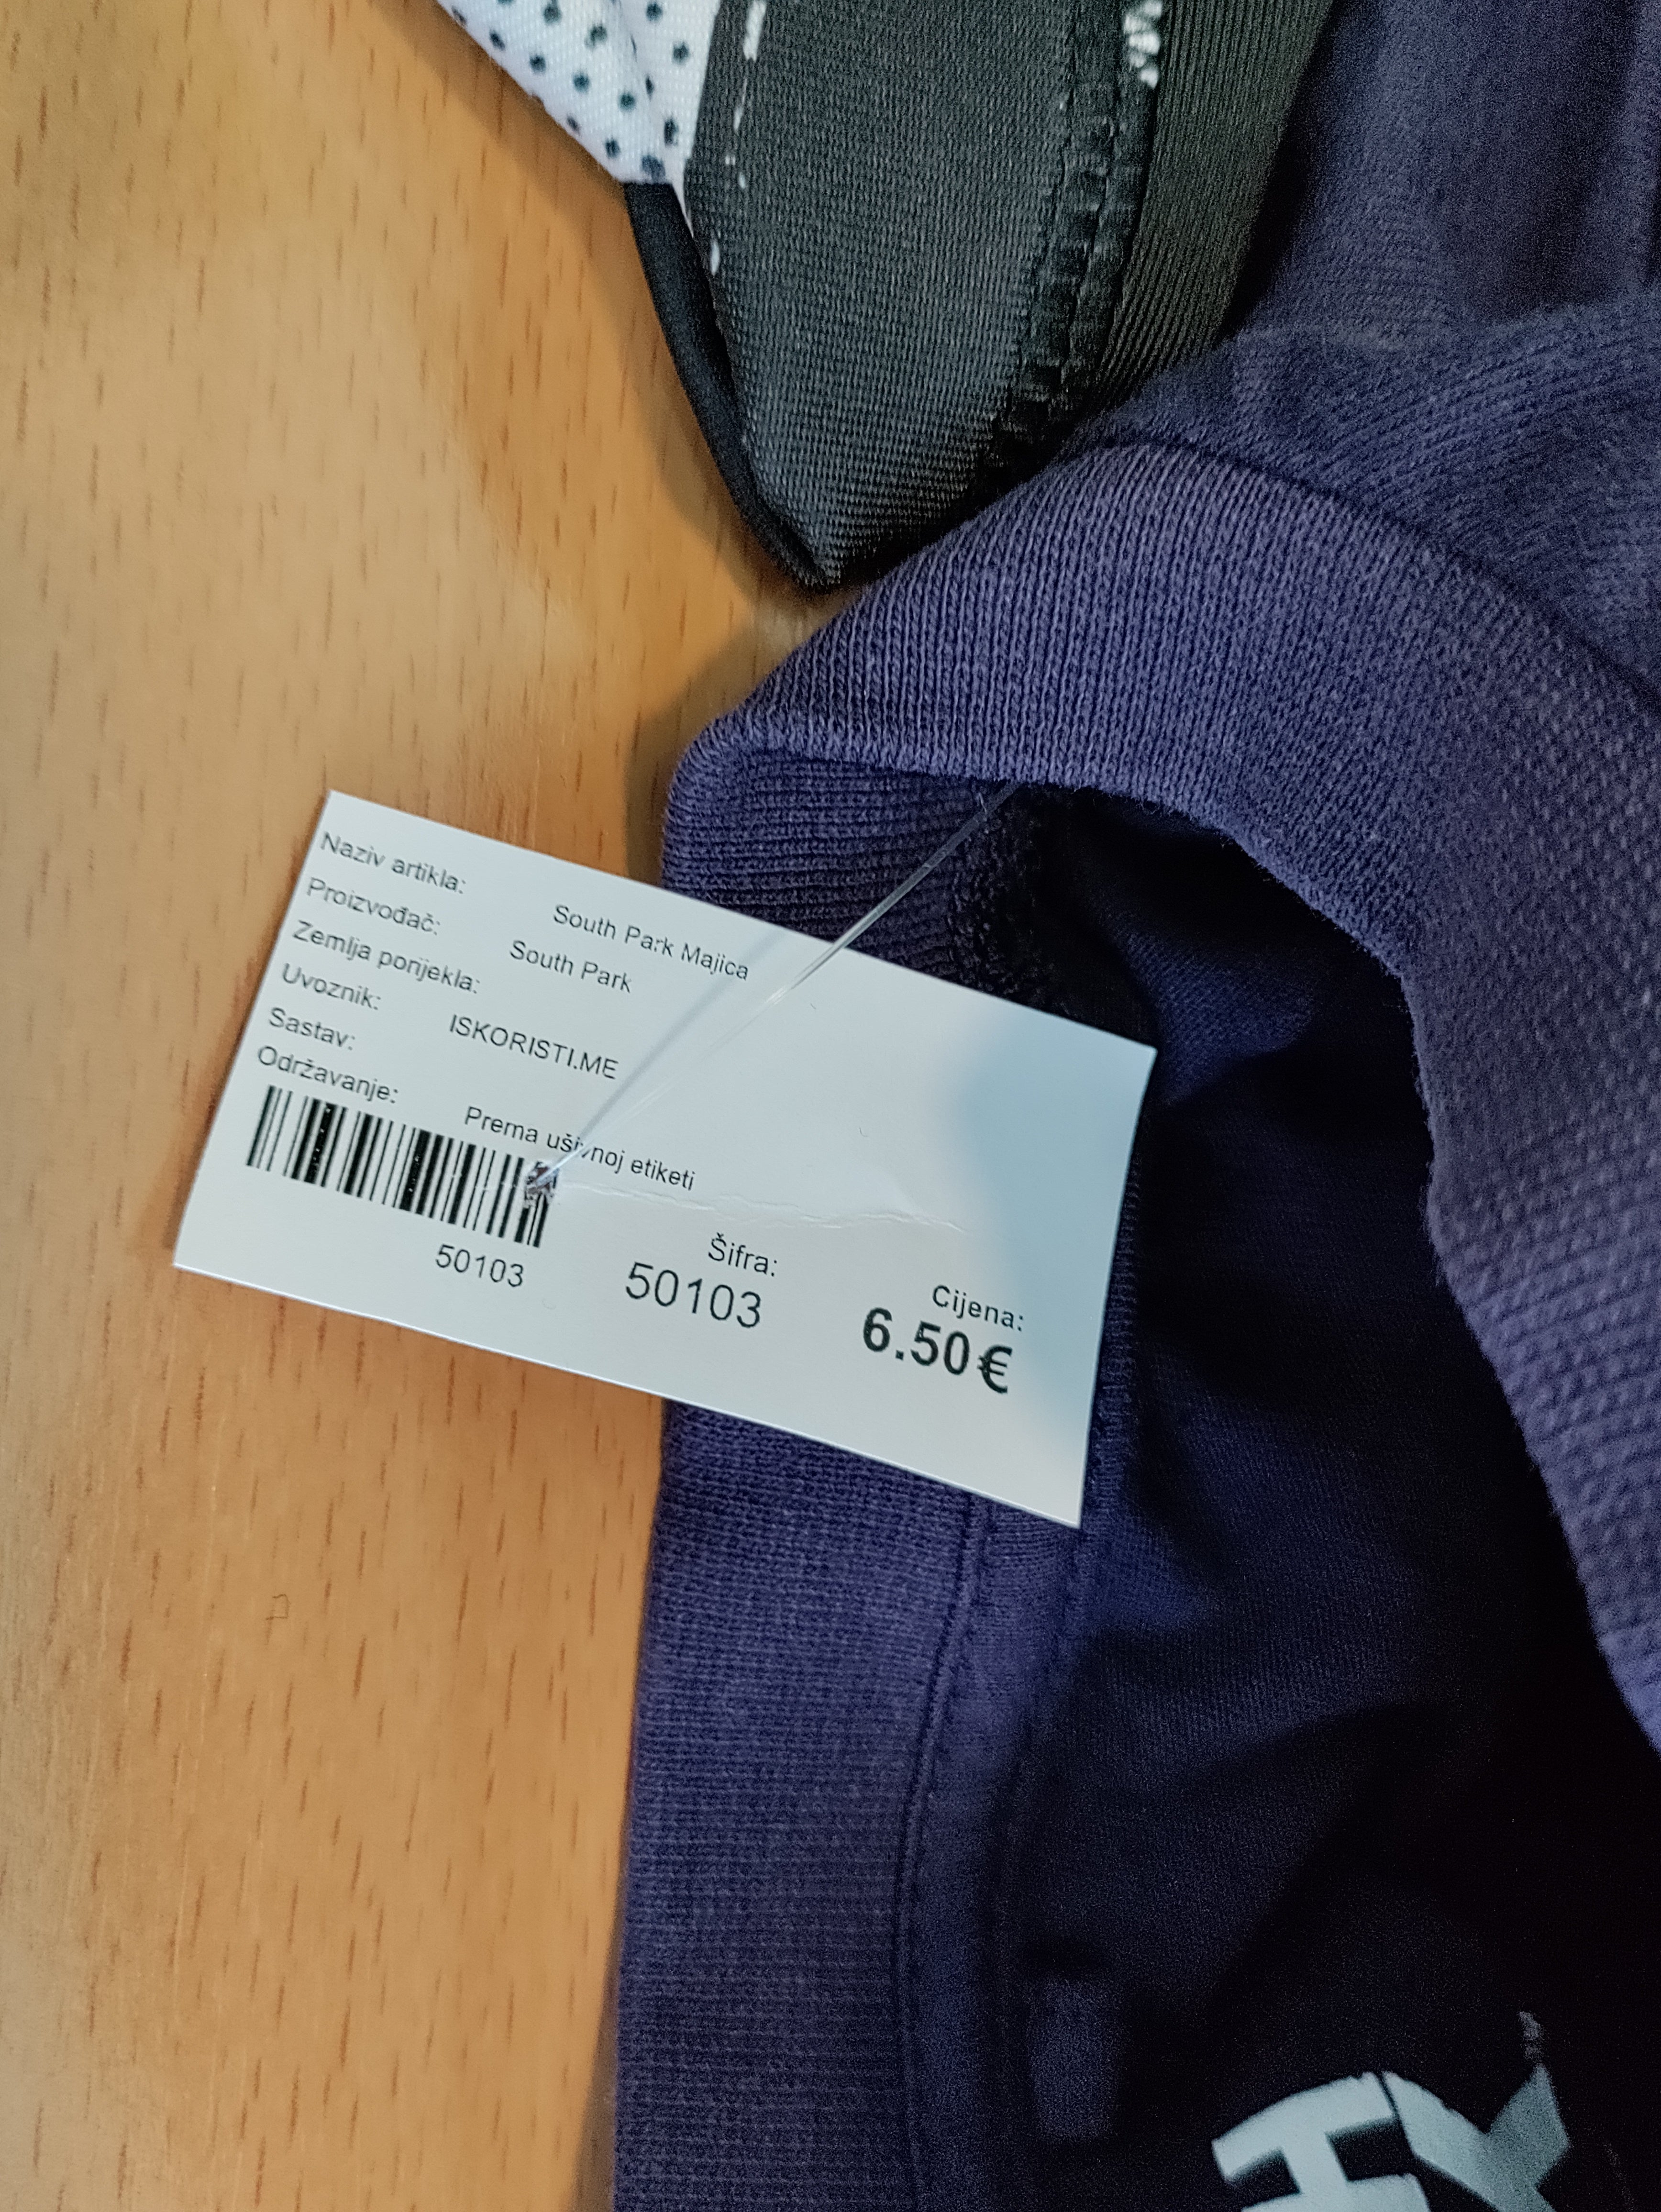 Naziv artikla: South Park Majica
Proizvođač: South Park
Zemlja porijekla:
Uvoznik: ISKORISTI.ME
Sastav:
Održavanje: Prema ušivnoj etiketi
50103
Šifra:
50103
Cijena:
6.50€